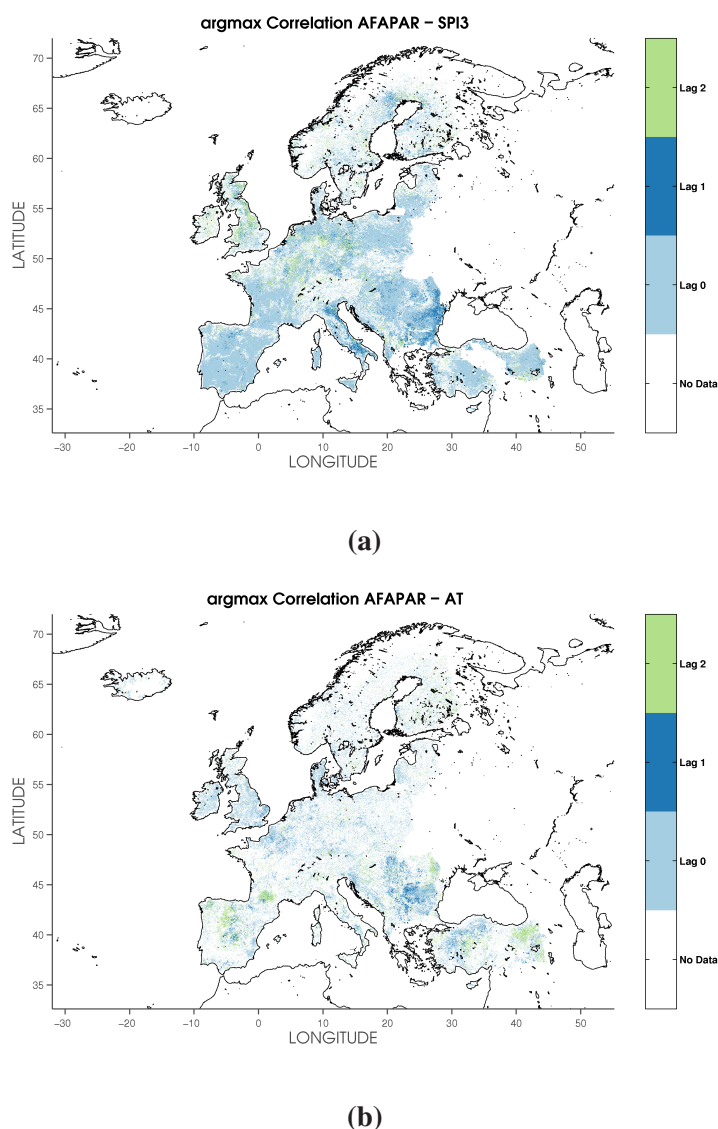 argmax Correlation AFAPAR – SPI3
70
65
60
55
50
45
40
35
LATITUDE
−30 −20 −10 0 10 20 30 40 50
LONGITUDE
Lag 2
Lag 1
Lag 0
No Data
(a)
argmax Correlation AFAPAR – AT
70
65
60
55
50
45
40
35
LATITUDE
−30 −20 −10 0 10 20 30 40 50
LONGITUDE
Lag 2
Lag 1
Lag 0
No Data
(b)